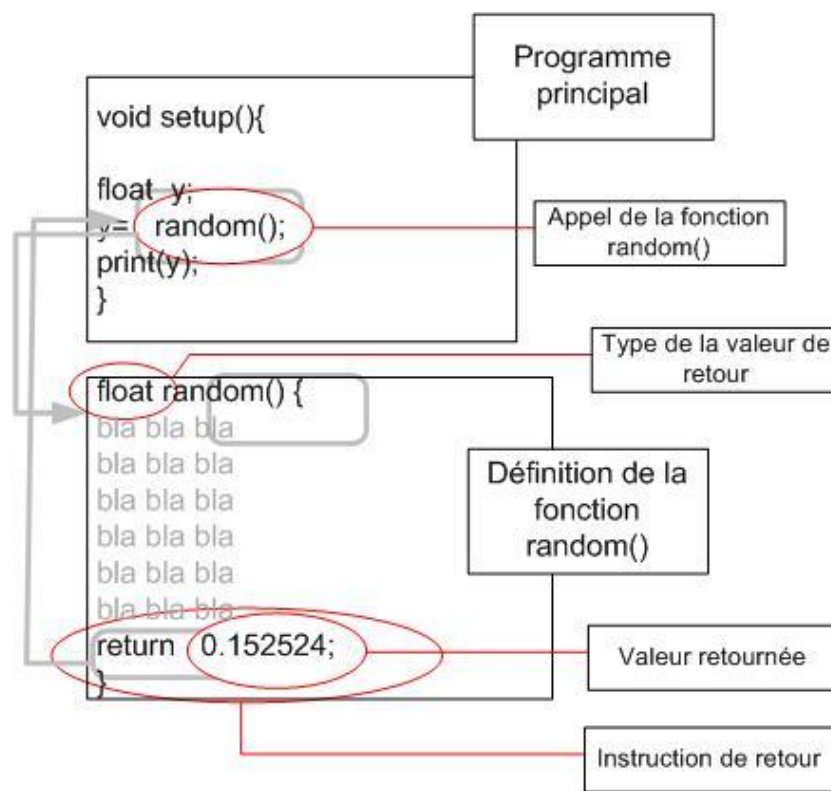 Programme
principal
void setup(){
float y;
y= random();
print(y);
}
Appel de la fonction
random()
Type de la valeur de
retour
float random() {
bla bla bla
bla bla bla
bla bla bla
bla bla bla
bla bla bla
bla bla bla
return 0.152524;
}
Définition de la
fonction
random()
Valeur retournée
Instruction de retour